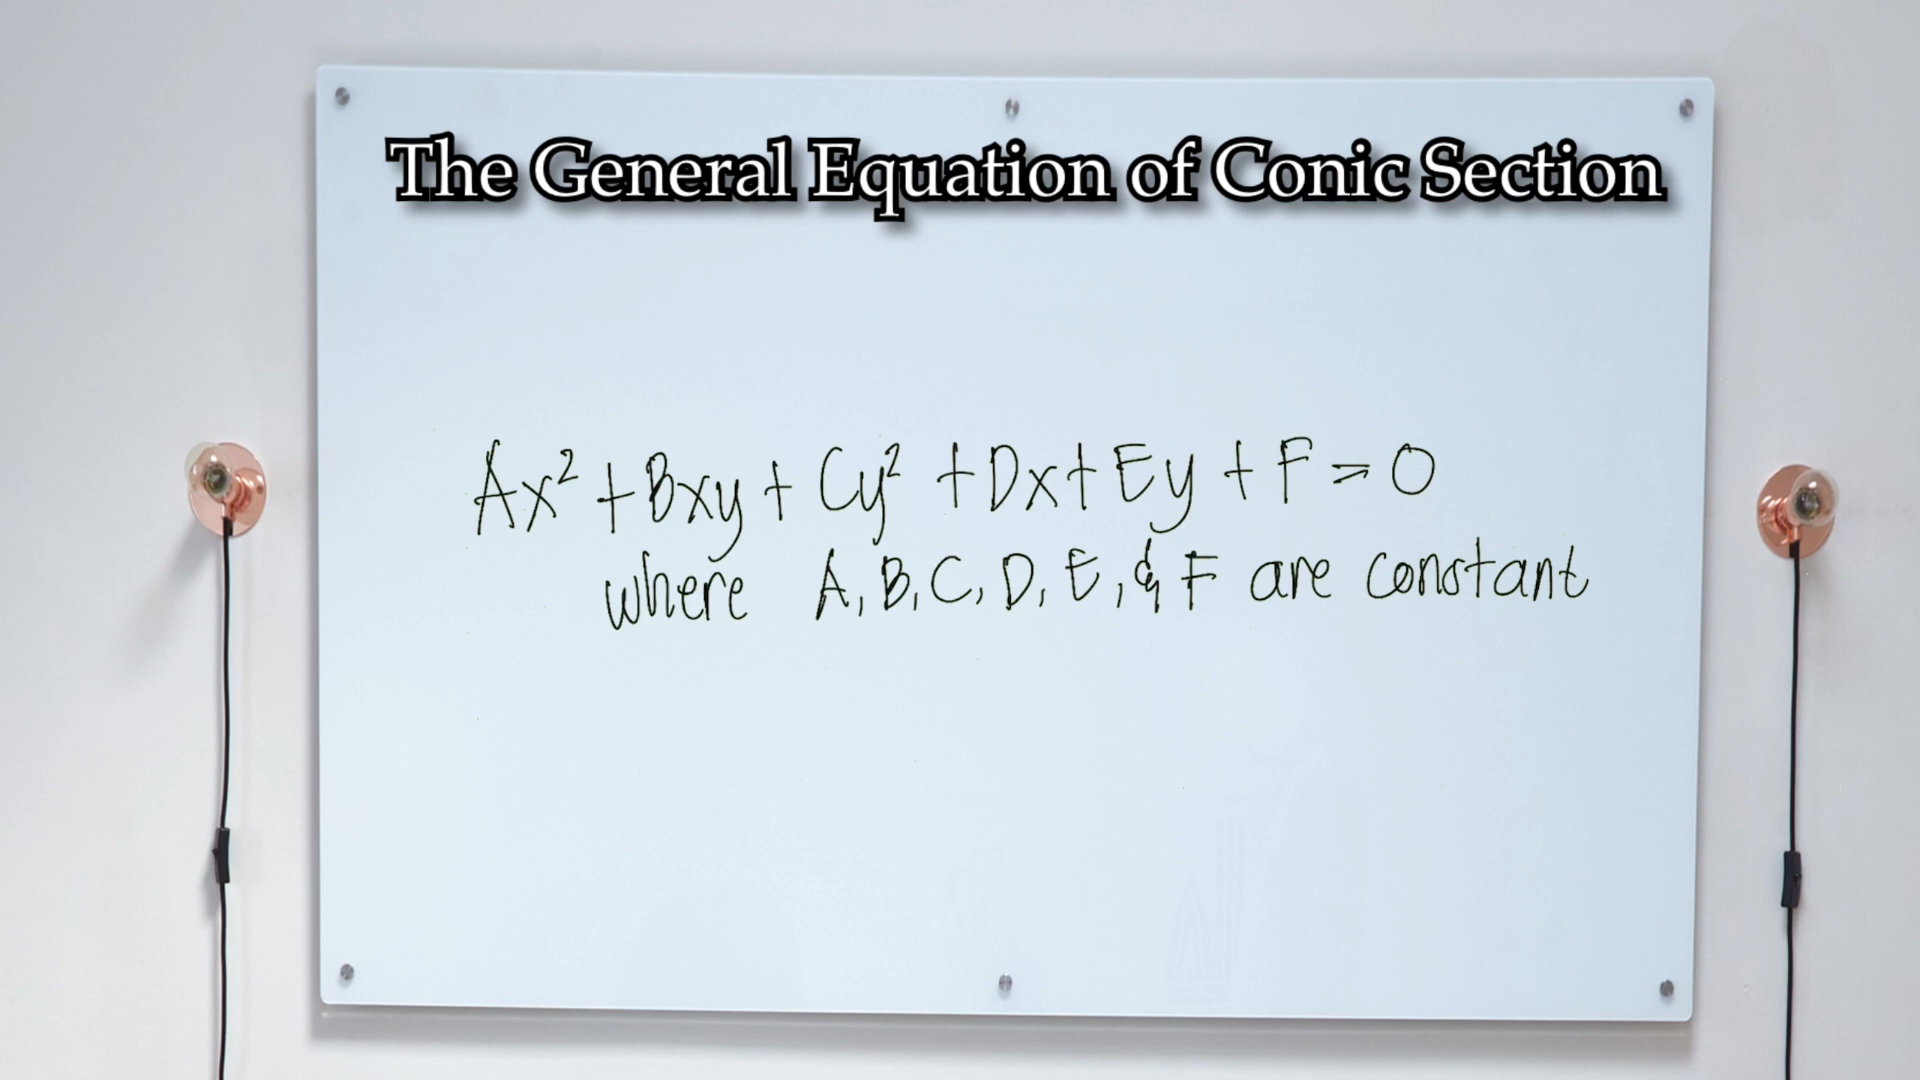 The General Equation of Conic Section
Ax² + Bxy + Cy² + Dx + Ey + F = 0
where A, B, C, D, E, & F are constant